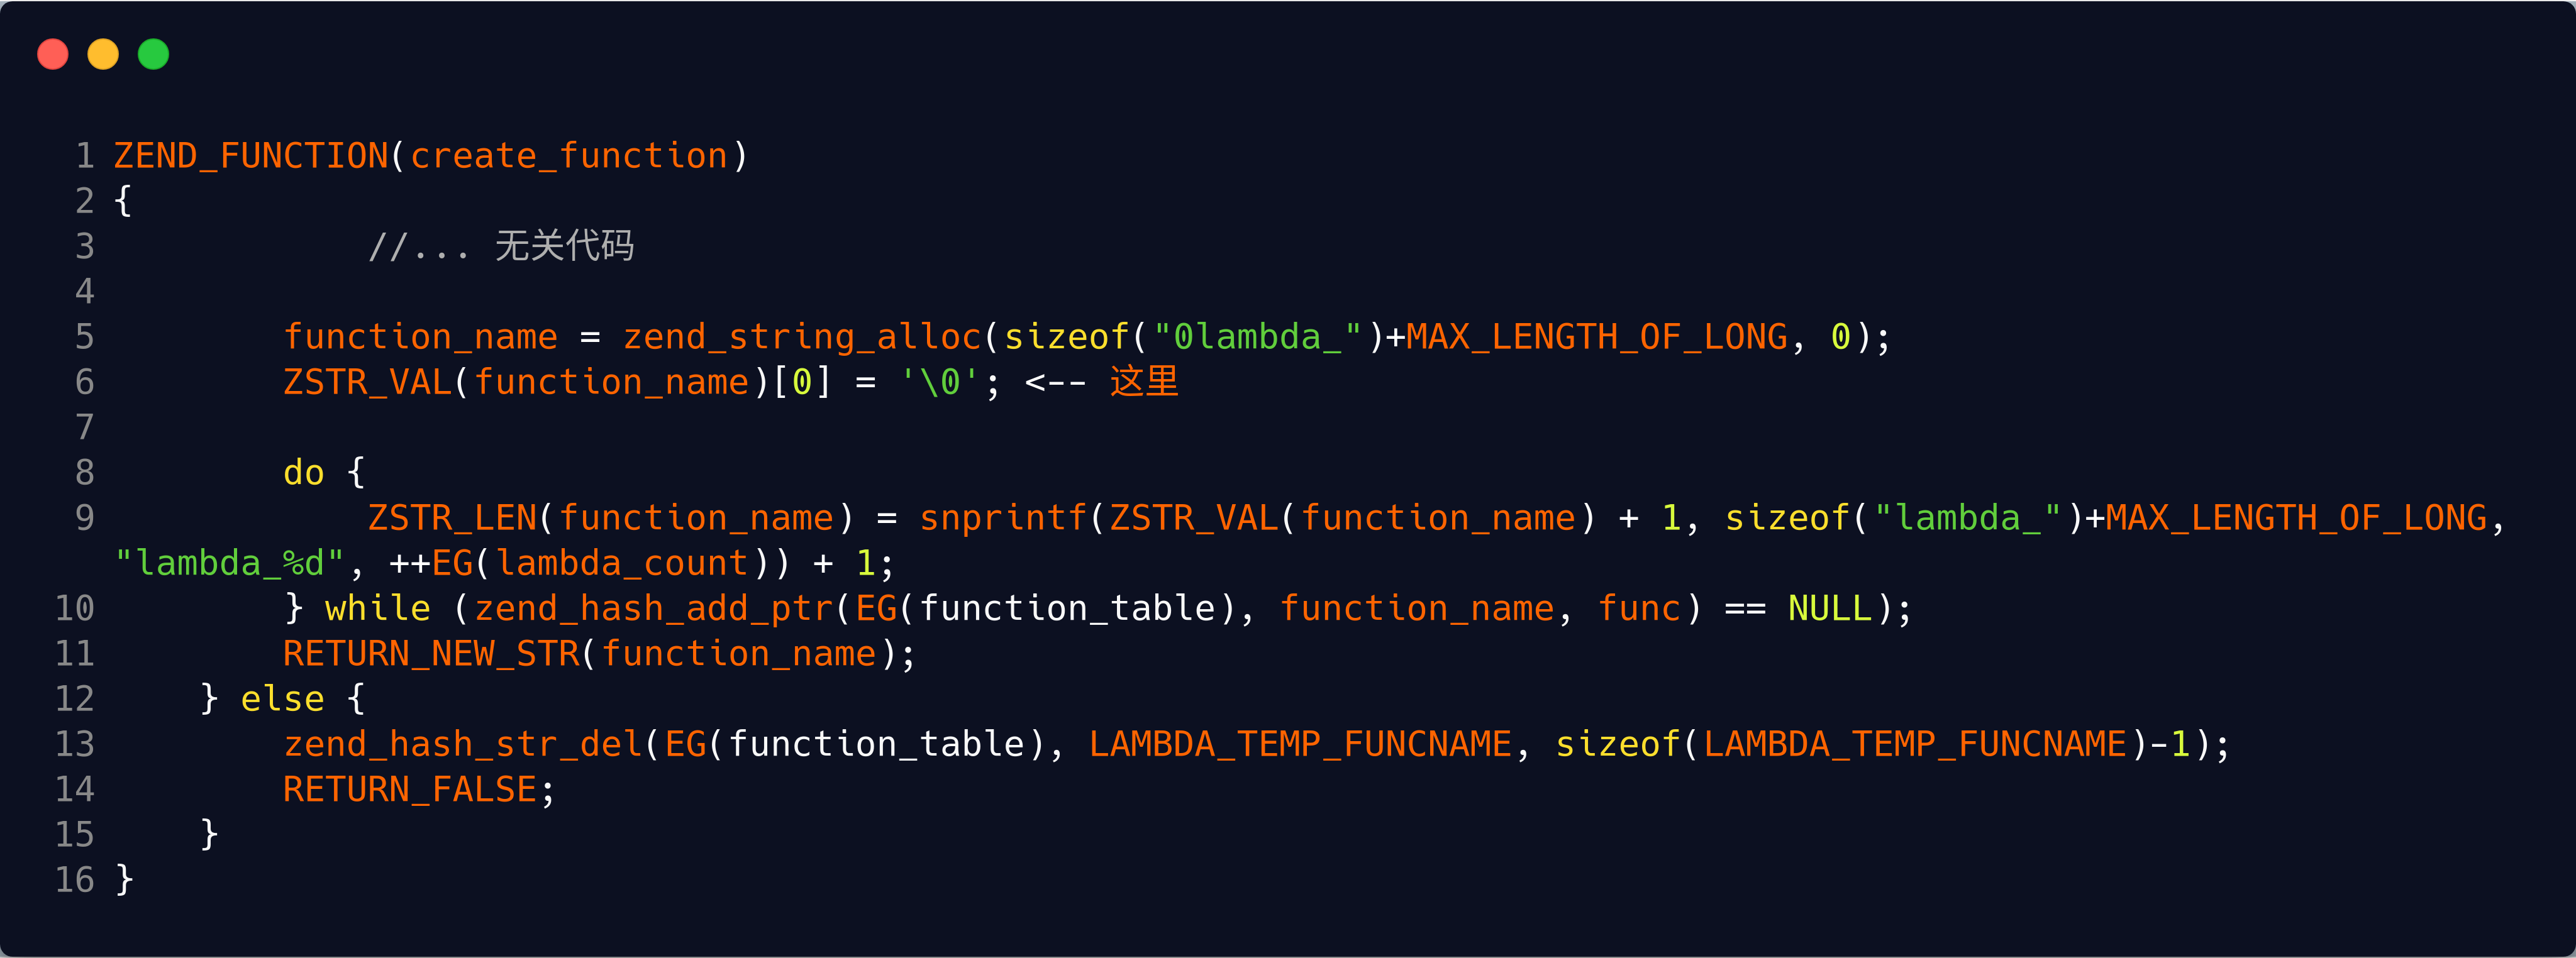 1 ZEND_FUNCTION(create_function)
2 {
3             //... 无关代码
4
5         function_name = zend_string_alloc(sizeof("0lambda_")+MAX_LENGTH_OF_LONG, 0);
6         ZSTR_VAL(function_name)[0] = '\0'; <-- 这里
7
8         do {
9             ZSTR_LEN(function_name) = snprintf(ZSTR_VAL(function_name) + 1, sizeof("lambda_")+MAX_LENGTH_OF_LONG,
"lambda_%d", ++EG(lambda_count)) + 1;
10         } while (zend_hash_add_ptr(EG(function_table), function_name, func) == NULL);
11         RETURN_NEW_STR(function_name);
12     } else {
13         zend_hash_str_del(EG(function_table), LAMBDA_TEMP_FUNCNAME, sizeof(LAMBDA_TEMP_FUNCNAME)-1);
14         RETURN_FALSE;
15     }
16 }